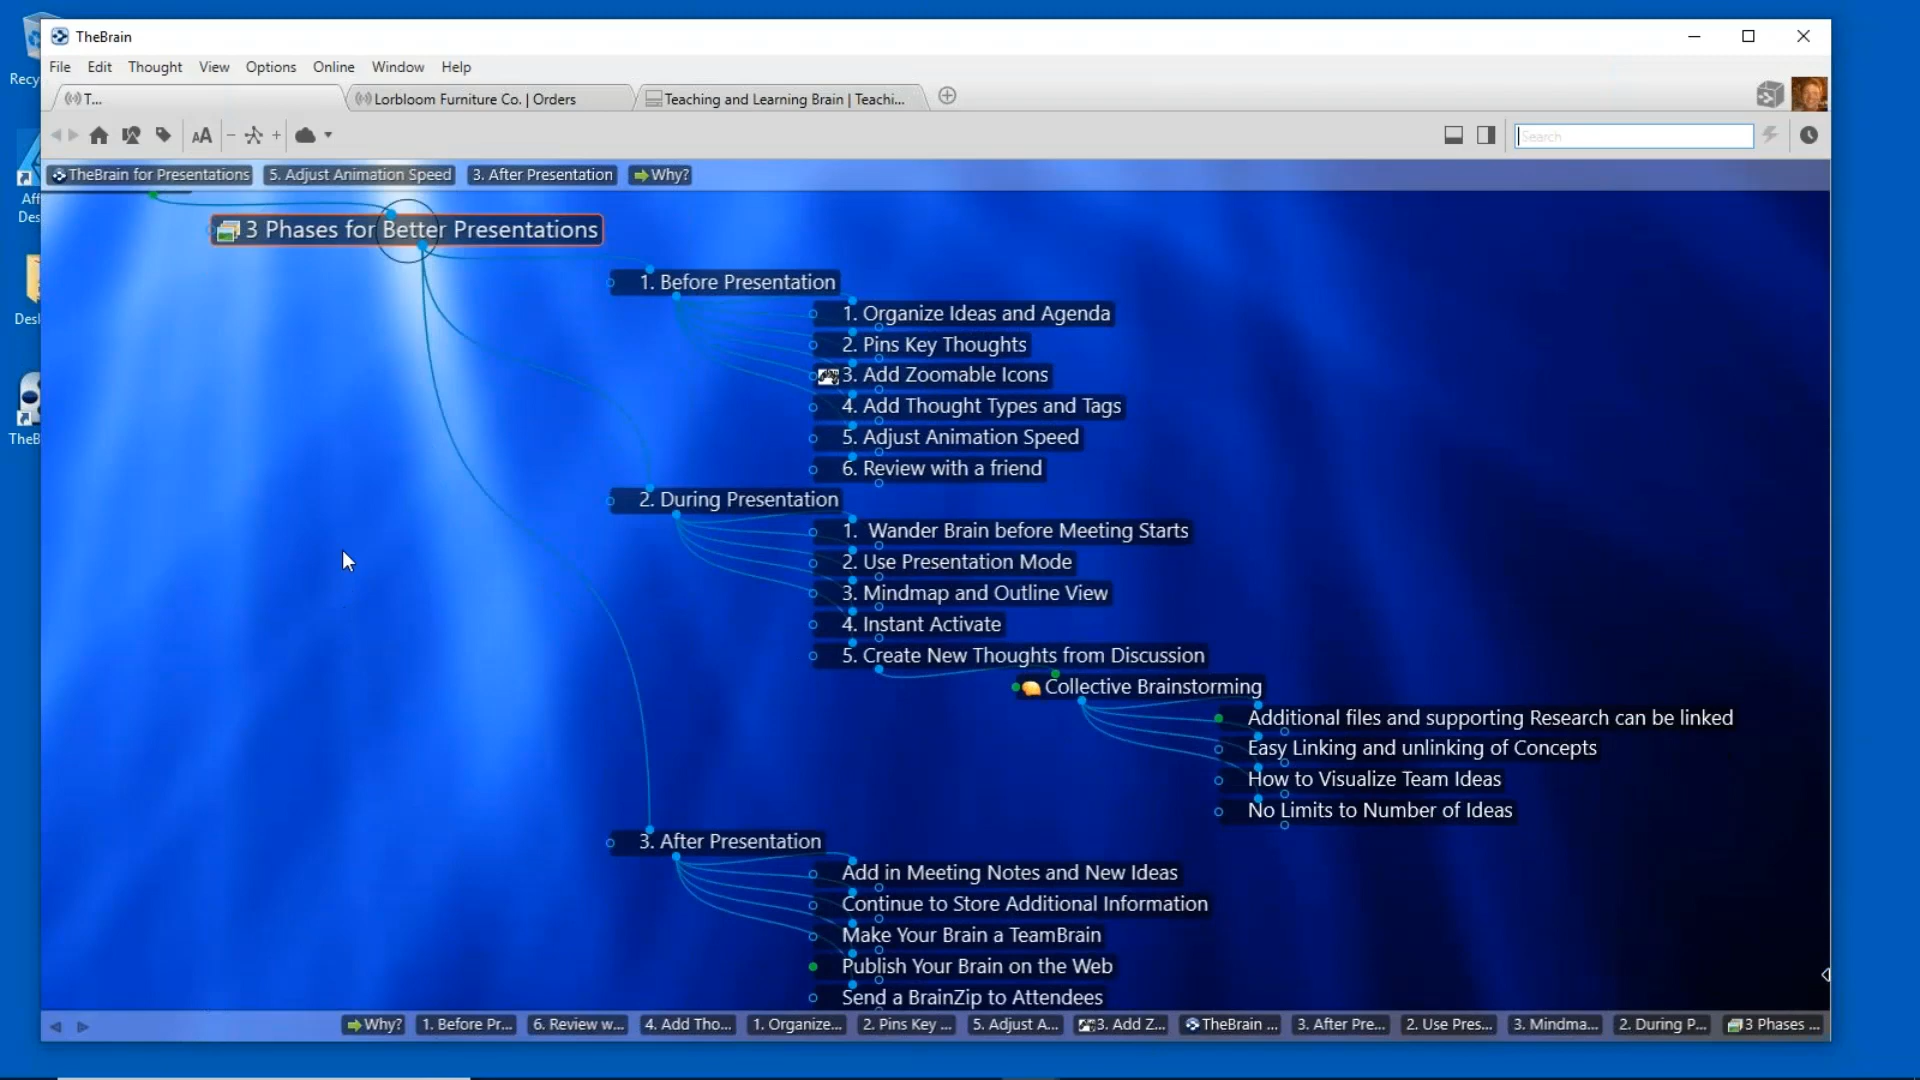 TheBrain
File Edit Thought View Options Online Window Help
T...
Lorbloom Furniture Co. | Orders
Teaching and Learning Brain | Teachi...
AA
Search
TheBrain for Presentations
5. Adjust Animation Speed
3. After Presentation
Why?
3 Phases for Better Presentations
1. Before Presentation
1. Organize Ideas and Agenda
2. Pins Key Thoughts
3. Add Zoomable Icons
4. Add Thought Types and Tags
5. Adjust Animation Speed
6. Review with a friend
2. During Presentation
1. Wander Brain before Meeting Starts
2. Use Presentation Mode
3. Mindmap and Outline View
4. Instant Activate
5. Create New Thoughts from Discussion
Collective Brainstorming
Additional files and supporting Research can be linked
Easy Linking and unlinking of Concepts
How to Visualize Team Ideas
No Limits to Number of Ideas
3. After Presentation
Add in Meeting Notes and New Ideas
Continue to Store Additional Information
Make Your Brain a TeamBrain
Publish Your Brain on the Web
Send a BrainZip to Attendees
Why?
1. Before Pr...
6. Review w...
4. Add Tho...
1. Organize...
2. Pins Key ...
5. Adjust A...
3. Add Z...
TheBrain ...
3. After Pre...
2. Use Pres...
3. Mindma...
2. During P...
3 Phases ...
Recy
Aff
Des
Desl
TheB